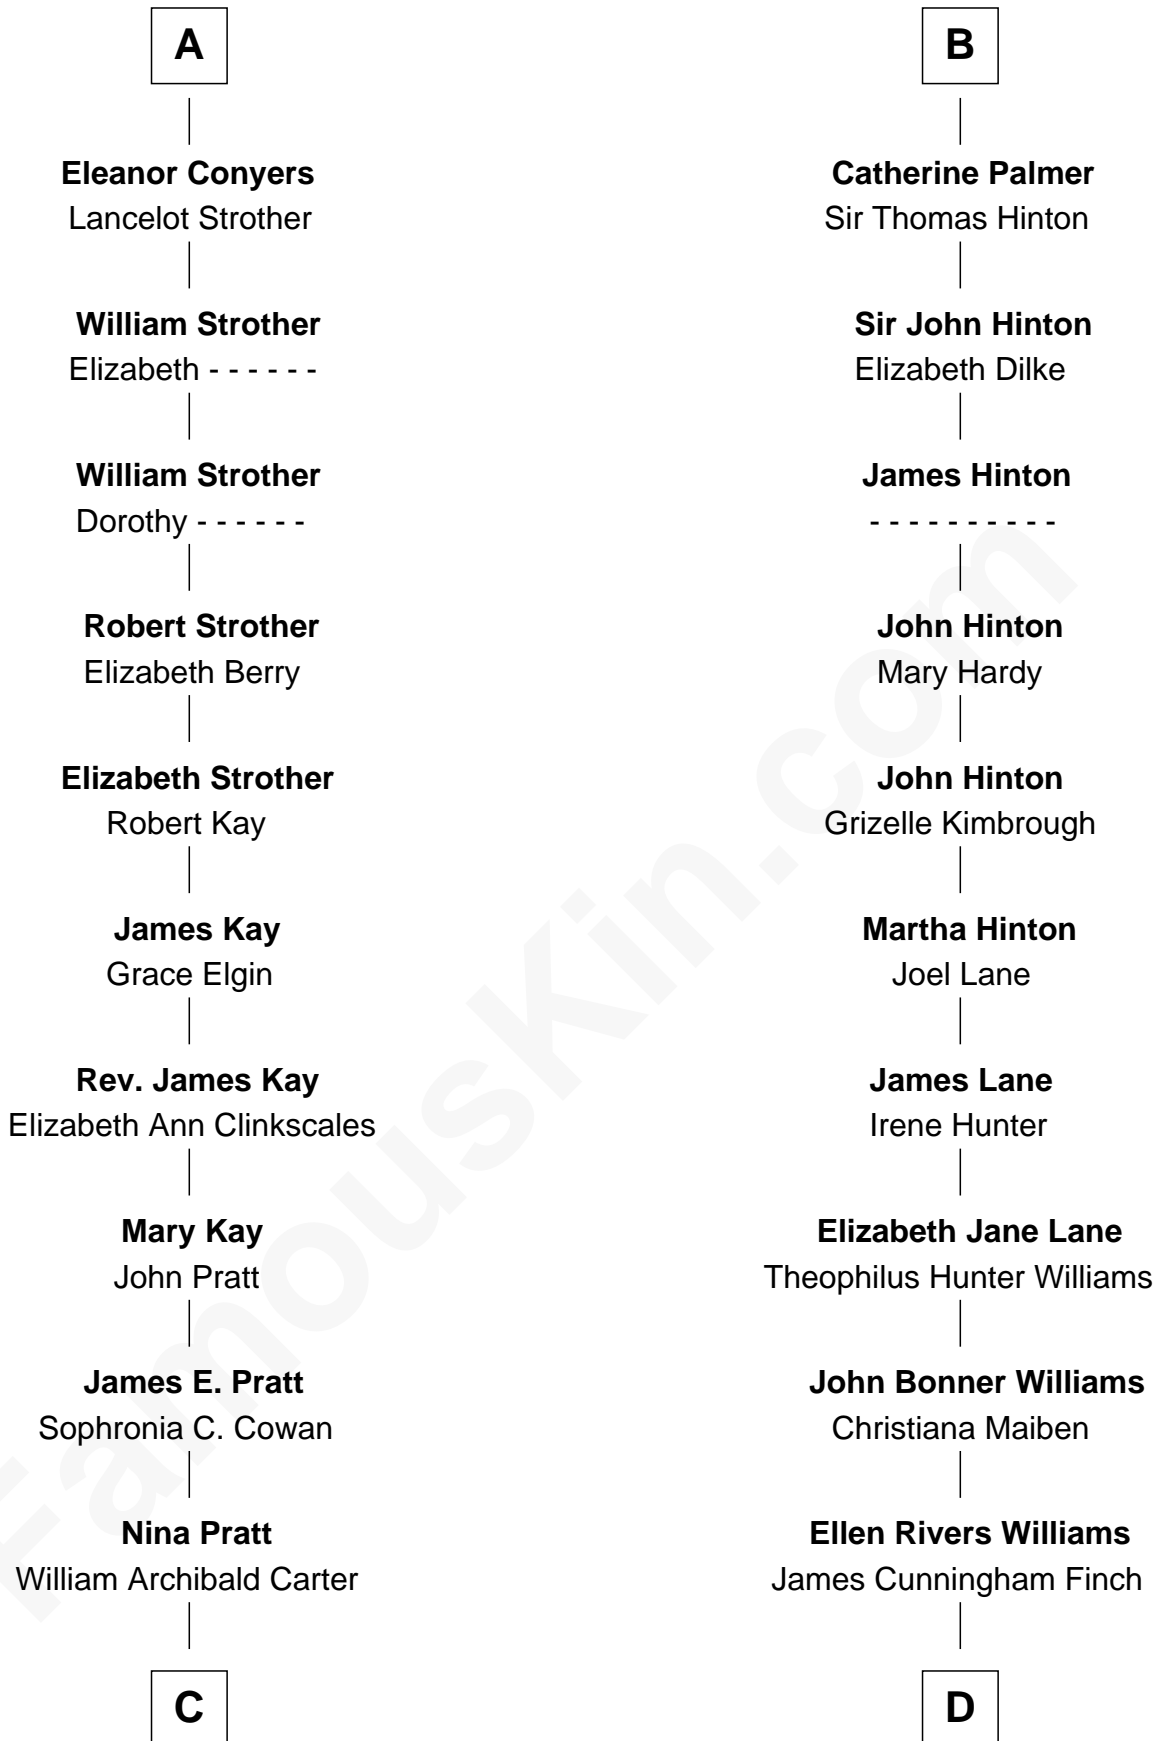 A
Eleanor Conyers
Lancelot Strother
William Strother
Elizabeth - - - - - -
William Strother
Dorothy - - - - - -
Robert Strother
Elizabeth Berry
Elizabeth Strother
Robert Kay
James Kay
Grace Elgin
Rev. James Kay
Elizabeth Ann Clinkscales
Mary Kay
John Pratt
James E. Pratt
Sophronia C. Cowan
Nina Pratt
William Archibald Carter
C
B
Catherine Palmer
Sir Thomas Hinton
Sir John Hinton
Elizabeth Dilke
James Hinton
- - - - - - - - - -
John Hinton
Mary Hardy
John Hinton
Grizelle Kimbrough
Martha Hinton
Joel Lane
James Lane
Irene Hunter
Elizabeth Jane Lane
Theophilus Hunter Williams
John Bonner Williams
Christiana Maiben
Ellen Rivers Williams
James Cunningham Finch
D
FamousKin.com